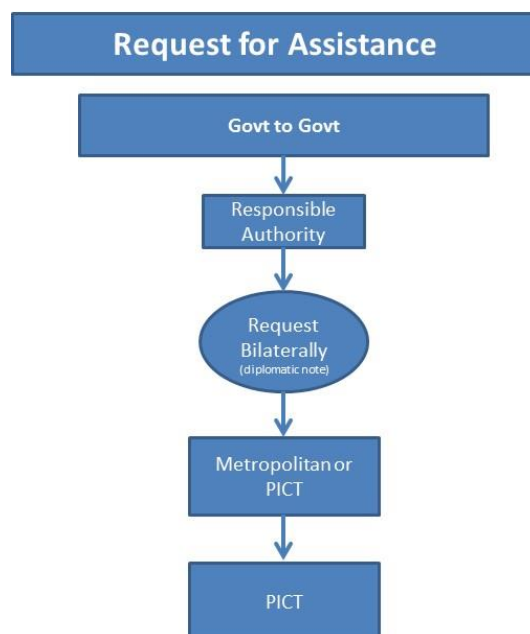 Request for Assistance
Govt to Govt
Responsible
Authority
Request
Bilaterally
(diplomatic note)
Metropolitan or
PICT
PICT